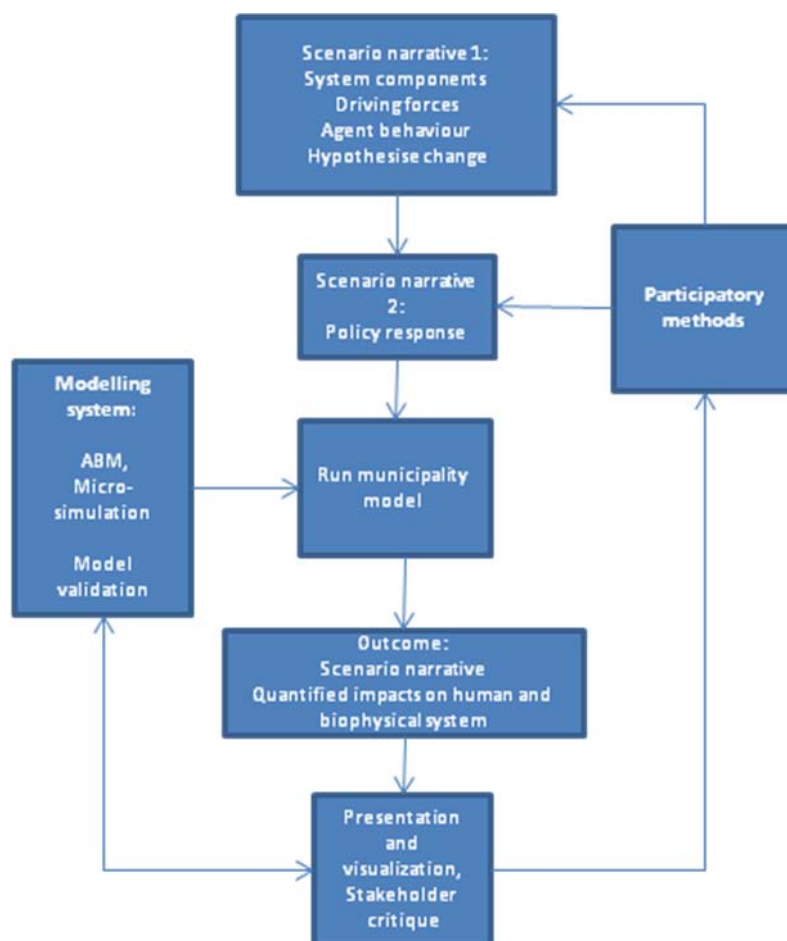 Scenario narrative 1:
System components
Driving forces
Agent behaviour
Hypothesise change
Scenario narrative
2:
Policy response
Participatory
methods
Modelling
system:
ABM,
Micro-
simulation
Model
validation
Run municipality
model
Outcome:
Scenario narrative
Quantified impacts on human and
biophysical system
Presentation
and
visualization,
Stakeholder
critique